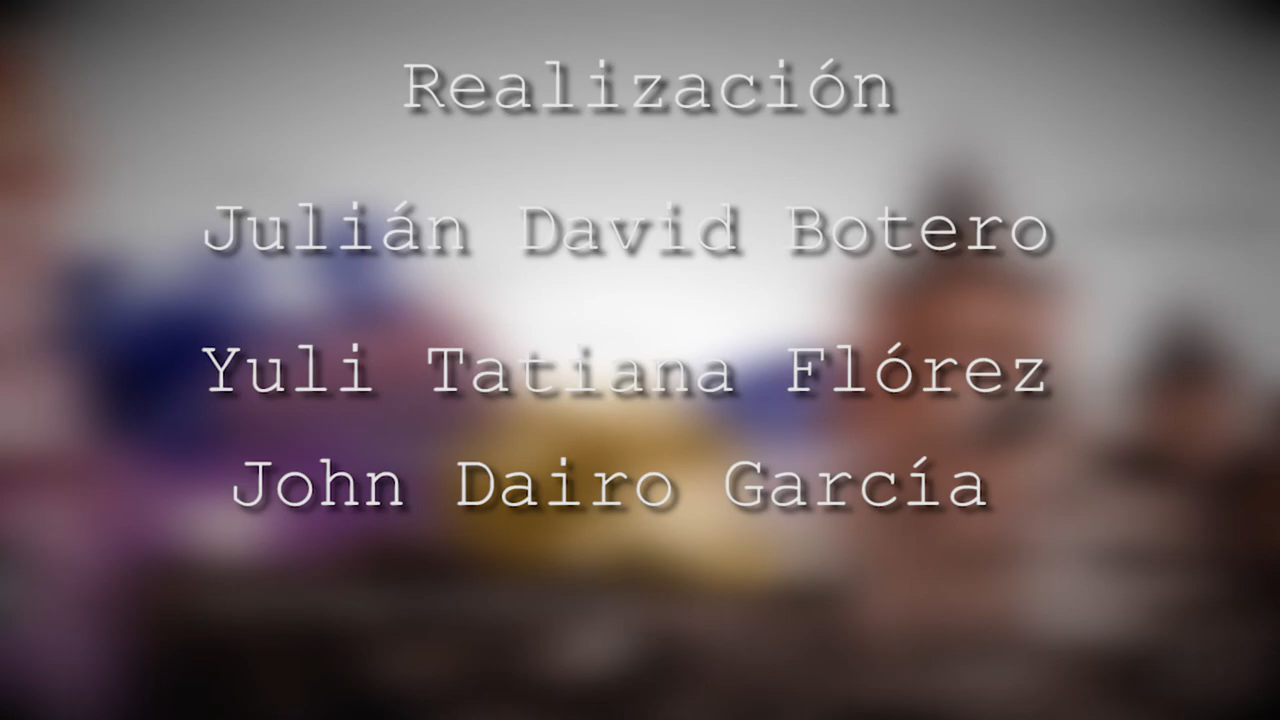 Realización
Julián David Botero
Yuli Tatiana Flórez
John Dairo García